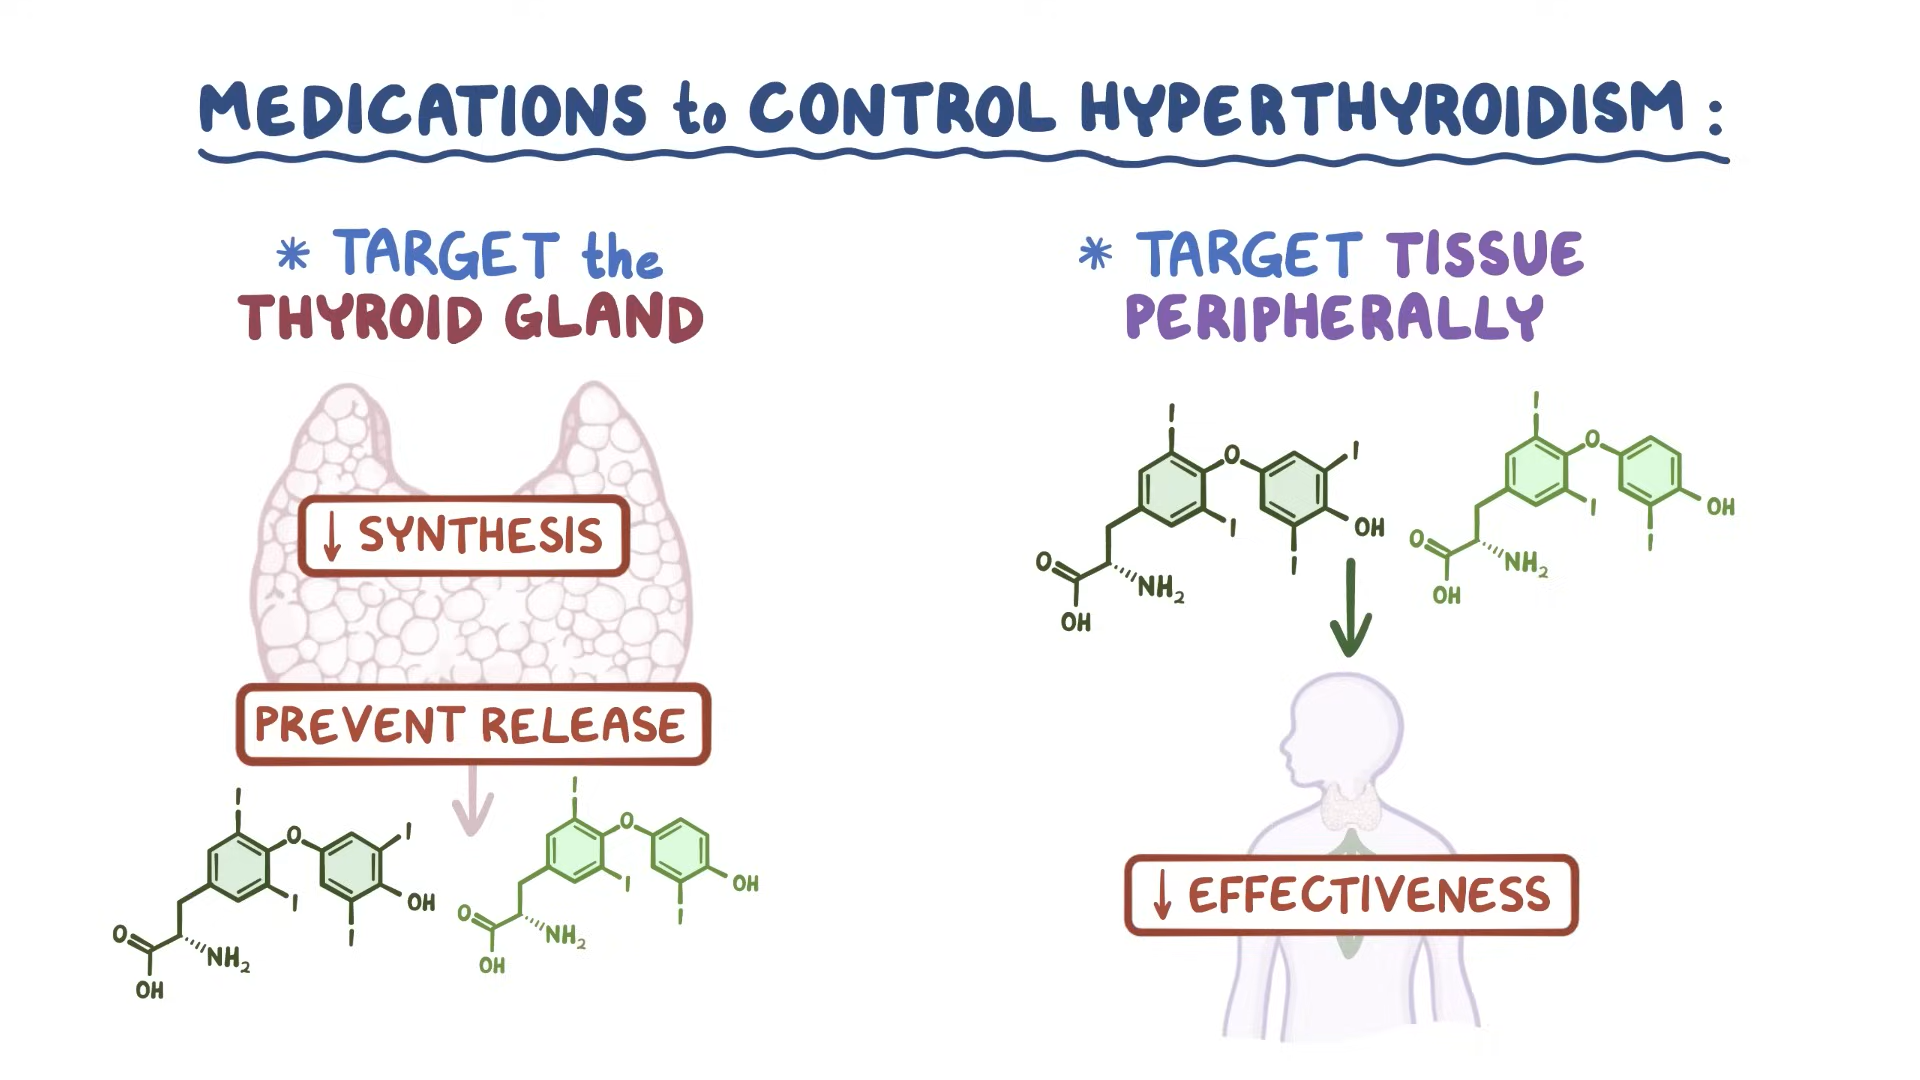 MEDICATIONS to CONTROL HYPERTHYROIDISM :
* TARGET the
THYROID GLAND
↓ SYNTHESIS
PREVENT RELEASE
I
O
I
I
I
OH
O
NH₂
OH
I
O
I
I
OH
O
NH₂
OH
* TARGET TISSUE
PERIPHERALLY
I
O
I
I
I
OH
O
NH₂
OH
I
O
I
I
OH
O
NH₂
OH
↓ EFFECTIVENESS